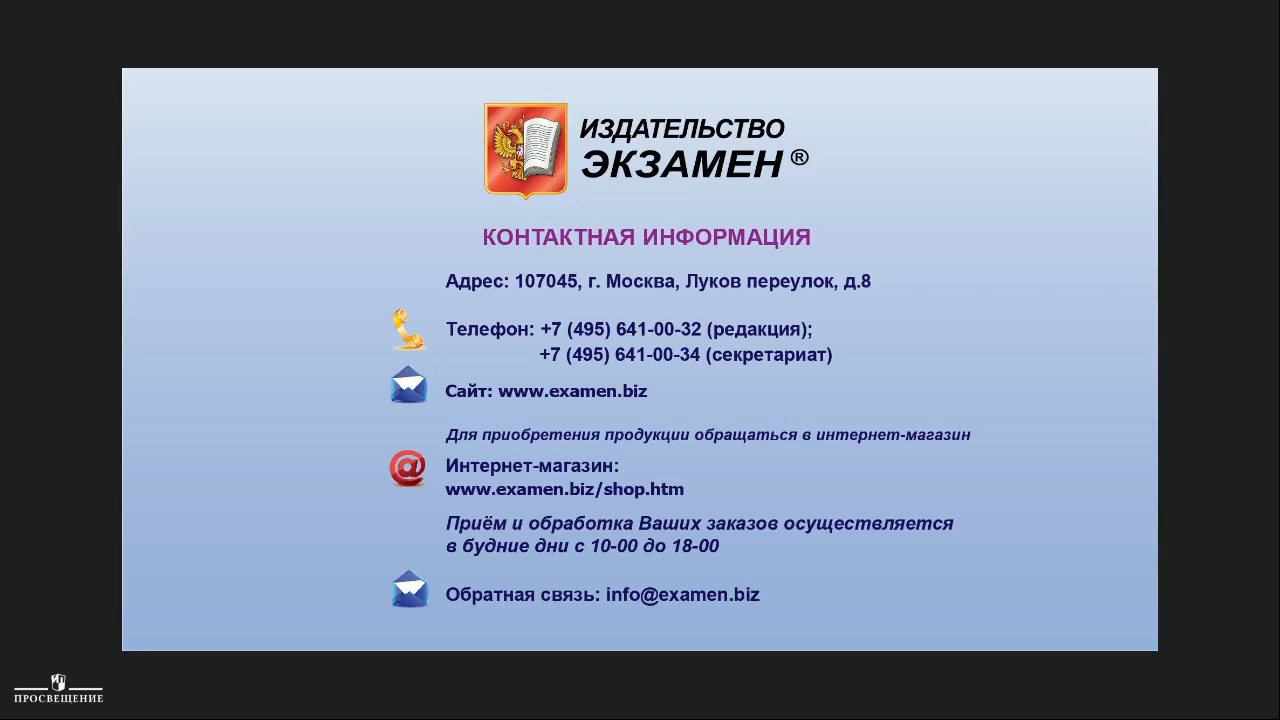 ИЗДАТЕЛЬСТВО
ЭКЗАМЕН ®
КОНТАКТНАЯ ИНФОРМАЦИЯ
Адрес: 107045, г. Москва, Луков переулок, д.8
Телефон: +7 (495) 641-00-32 (редакция);
+7 (495) 641-00-34 (секретариат)
Сайт: www.examen.biz
Для приобретения продукции обращаться в интернет-магазин
Интернет-магазин:
www.examen.biz/shop.htm
Приём и обработка Ваших заказов осуществляется
в будние дни с 10-00 до 18-00
Обратная связь: info@examen.biz
ПРОСВЕЩЕНИЕ